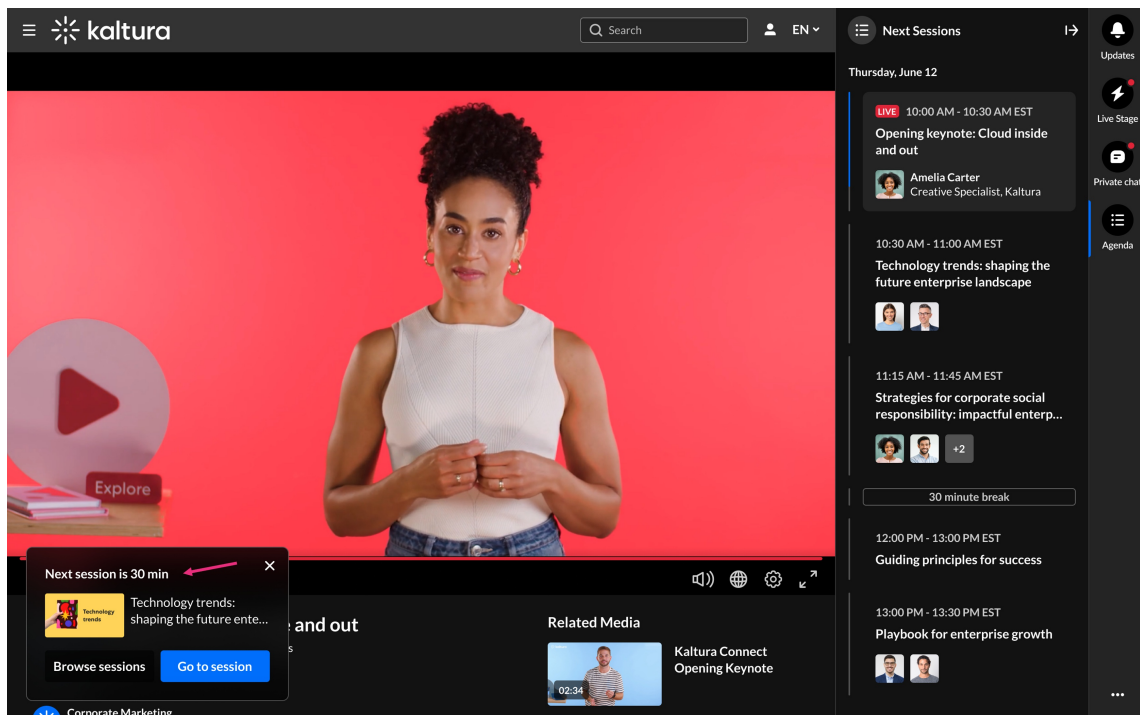 kaltura
Search
EN
Next Sessions
Updates
Thursday, June 12
LIVE 10:00 AM - 10:30 AM EST
Opening keynote: Cloud inside
and out
Amelia Carter
Creative Specialist, Kaltura
Live Stage
Private chat
Agenda
10:30 AM - 11:00 AM EST
Technology trends: shaping the
future enterprise landscape
11:15 AM - 11:45 AM EST
Strategies for corporate social
responsibility: impactful enterp...
+2
30 minute break
12:00 PM - 13:00 PM EST
Guiding principles for success
13:00 PM - 13:30 PM EST
Playbook for enterprise growth
Explore
Next session is 30 min
Technology
trends
Technology trends:
shaping the future ente...
Browse sessions
Go to session
and out
s
Related Media
02:34
Kaltura Connect
Opening Keynote
Corporate Marketing